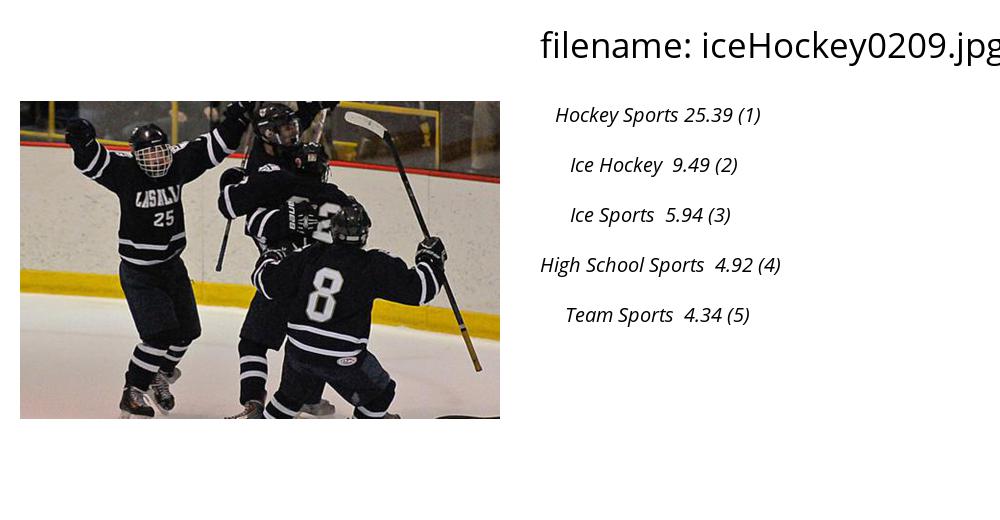 filename: iceHockey0209.jpg
Hockey Sports 25.39 (1)
Ice Hockey 9.49 (2)
Ice Sports 5.94 (3)
High School Sports 4.92 (4)
Team Sports 4.34 (5)
LASALLE
25
8